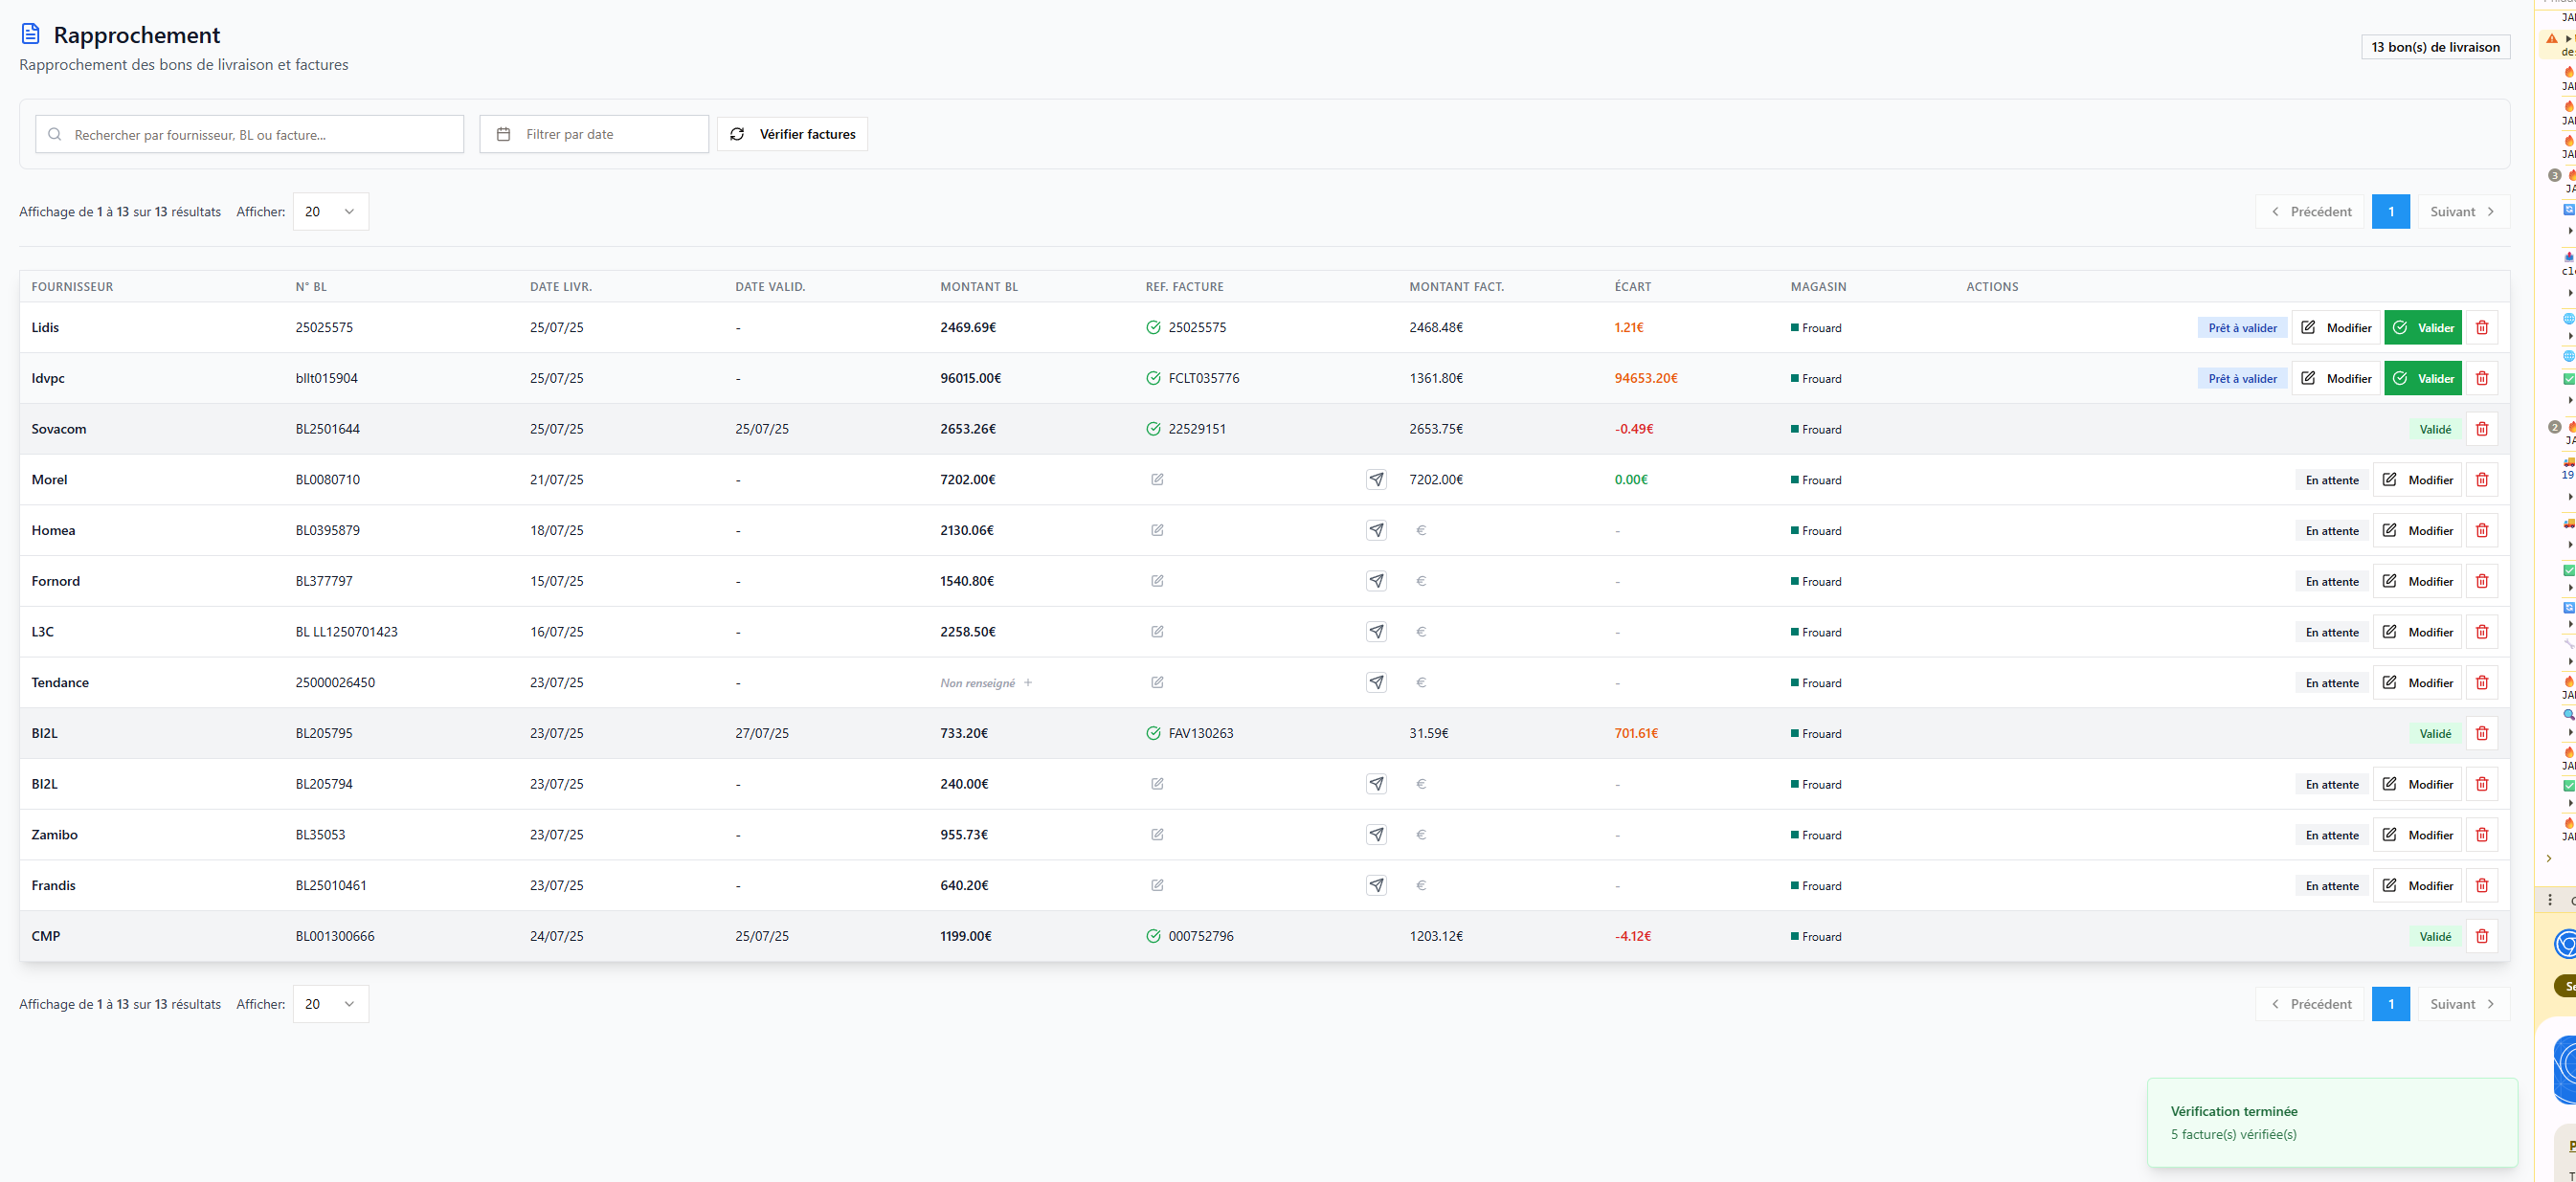 Rapprochement
Rapprochement des bons de livraison et factures
13 bon(s) de livraison
Rechercher par fournisseur, BL ou facture...
Filtrer par date
Vérifier factures
Affichage de 1 à 13 sur 13 résultats Afficher: 20
Précédent 1 Suivant
FOURNISSEUR N° BL DATE LIVR. DATE VALID. MONTANT BL REF. FACTURE MONTANT FACT. ÉCART MAGASIN ACTIONS
Lidis 25025575 25/07/25 - 2469.69€ 25025575 2468.48€ 1.21€ Frouard Prêt à valider Modifier Valider
Idvpc bllt015904 25/07/25 - 96015.00€ FCLT035776 1361.80€ 94653.20€ Frouard Prêt à valider Modifier Valider
Sovacom BL2501644 25/07/25 25/07/25 2653.26€ 22529151 2653.75€ -0.49€ Frouard Validé
Morel BL0080710 21/07/25 - 7202.00€ 7202.00€ 0.00€ Frouard En attente Modifier
Homea BL0395879 18/07/25 - 2130.06€ € - Frouard En attente Modifier
Fornord BL377797 15/07/25 - 1540.80€ € - Frouard En attente Modifier
L3C BL LL1250701423 16/07/25 - 2258.50€ € - Frouard En attente Modifier
Tendance 25000026450 23/07/25 - Non renseigné + € - Frouard En attente Modifier
BI2L BL205795 23/07/25 27/07/25 733.20€ FAV130263 31.59€ 701.61€ Frouard Validé
BI2L BL205794 23/07/25 - 240.00€ € - Frouard En attente Modifier
Zamibo BL35053 23/07/25 - 955.73€ € - Frouard En attente Modifier
Frandis BL25010461 23/07/25 - 640.20€ € - Frouard En attente Modifier
CMP BL001300666 24/07/25 25/07/25 1199.00€ 000752796 1203.12€ -4.12€ Frouard Validé
Affichage de 1 à 13 sur 13 résultats Afficher: 20
Précédent 1 Suivant
Vérification terminée
5 facture(s) vérifiée(s)